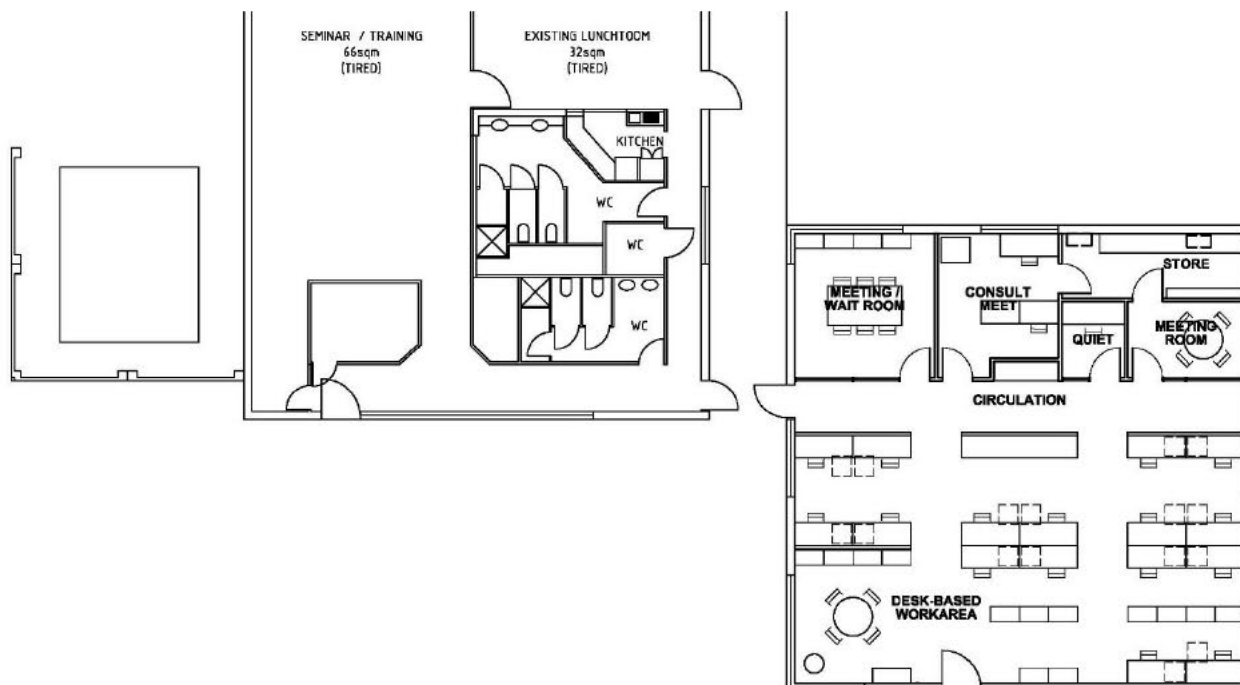 SEMINAR / TRAINING
66sqm
(TIRED)
EXISTING LUNCHTOOM
32sqm
(TIRED)
KITCHEN
WC
WC
WC
MEETING /
WAIT ROOM
CONSULT
MEET
STORE
QUIET
MEETING
ROOM
CIRCULATION
DESK-BASED
WORKAREA